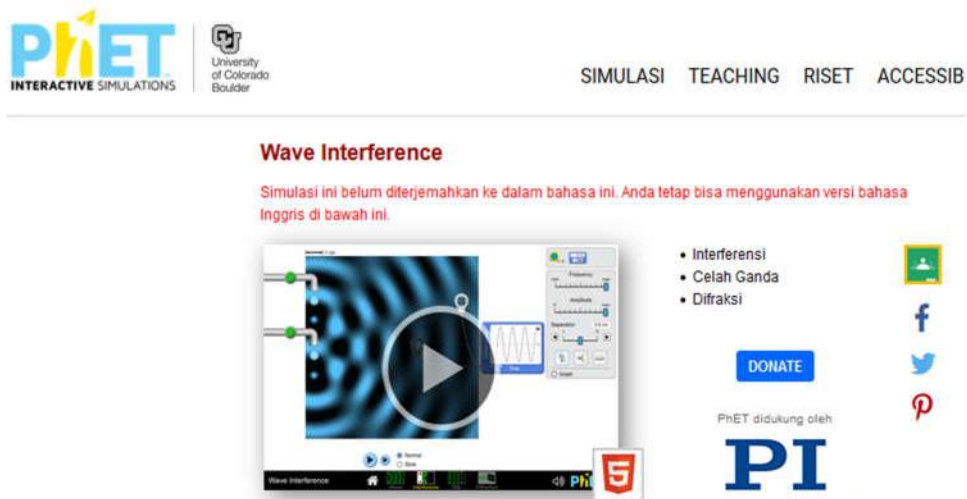 PhET
INTERACTIVE SIMULATIONS
University
of Colorado
Boulder
SIMULASI TEACHING RISET ACCESSIB
Wave Interference
Simulasi ini belum diterjemahkan ke dalam bahasa ini. Anda tetap bisa menggunakan versi bahasa
Inggris di bawah ini.
Frequency
Amplitude
Separation
Graph
Normal
Slow
Wave Interference
5
• Interferensi
• Celah Ganda
• Difraksi
DONATE
PhET didukung oleh
PI